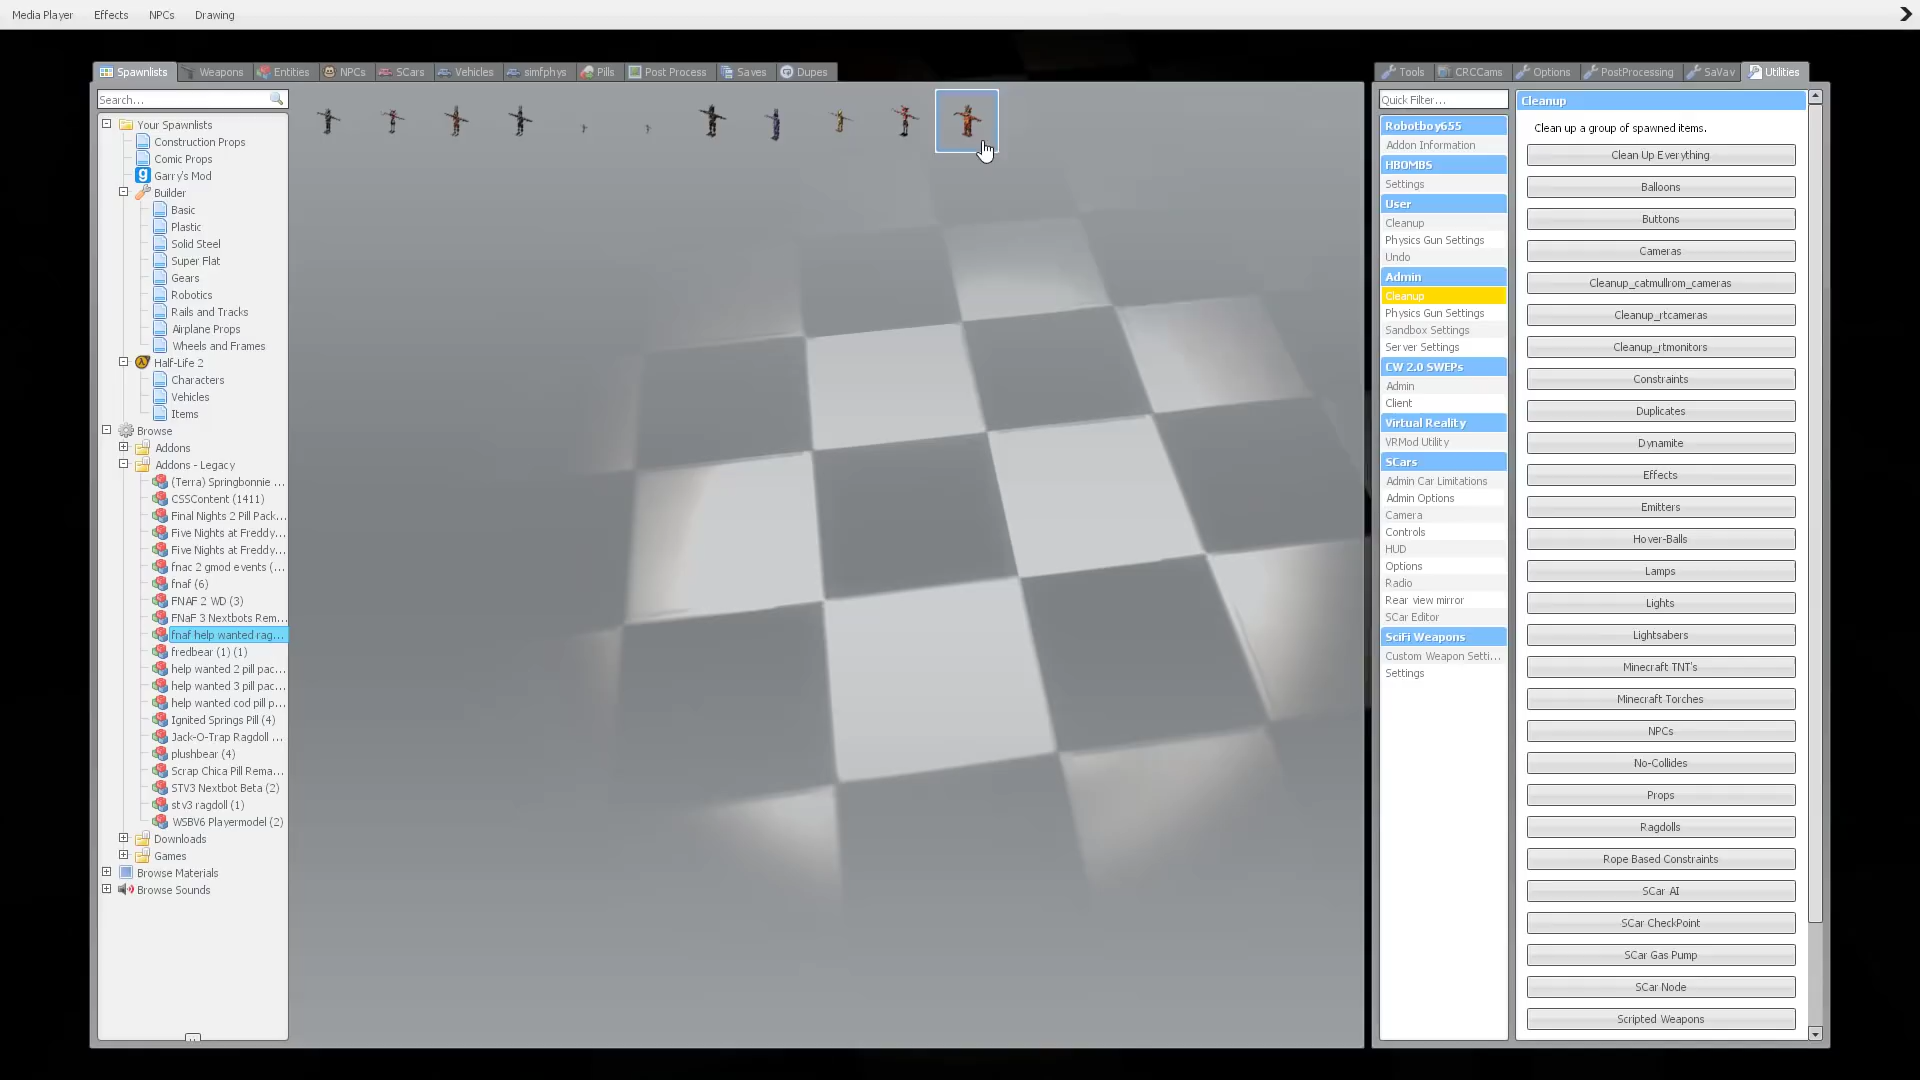 Media Player Effects NPCs Drawing
Spawnlists Weapons Entities NPCs SCars Vehicles simfphys Pills Post Process Saves Dupes
Search...
Your Spawnlists
Construction Props
Comic Props
Garry's Mod
Builder
Basic
Plastic
Solid Steel
Super Flat
Gears
Robotics
Rails and Tracks
Airplane Props
Wheels and Frames
Half-Life 2
Characters
Vehicles
Items
Browse
Addons
Addons - Legacy
(Terra) Springbonnie ...
CSSContent (1411)
Final Nights 2 Pill Pack...
Five Nights at Freddy...
Five Nights at Freddy...
fnac 2 gmod events (...
fnaf (6)
FNAF 2 WD (3)
FNaF 3 Nextbots Rem...
fnaf help wanted rag...
fredbear (1) (1)
help wanted 2 pill pac...
help wanted 3 pill pac...
help wanted cod pill p...
Ignited Springs Pill (4)
Jack-O-Trap Ragdoll ...
plushbear (4)
Scrap Chica Pill Rema...
STV3 Nextbot Beta (2)
stv3 ragdoll (1)
WSBV6 Playermodel (2)
Downloads
Games
Browse Materials
Browse Sounds
Tools CRCCams Options PostProcessing SaVav Utilities
Quick Filter...
Robotboy655
Addon Information
HBOMBS
Settings
User
Cleanup
Physics Gun Settings
Undo
Admin
Cleanup
Physics Gun Settings
Sandbox Settings
Server Settings
CW 2.0 SWEPs
Admin
Client
Virtual Reality
VRMod Utility
SCars
Admin Car Limitations
Admin Options
Camera
Controls
HUD
Options
Radio
Rear view mirror
SCar Editor
SciFi Weapons
Custom Weapon Setti...
Settings
Cleanup
Clean up a group of spawned items.
Clean Up Everything
Balloons
Buttons
Cameras
Cleanup_catmullrom_cameras
Cleanup_rtcameras
Cleanup_rtmonitors
Constraints
Duplicates
Dynamite
Effects
Emitters
Hover-Balls
Lamps
Lights
Lightsabers
Minecraft TNT's
Minecraft Torches
NPCs
No-Collides
Props
Ragdolls
Rope Based Constraints
SCar AI
SCar CheckPoint
SCar Gas Pump
SCar Node
Scripted Weapons